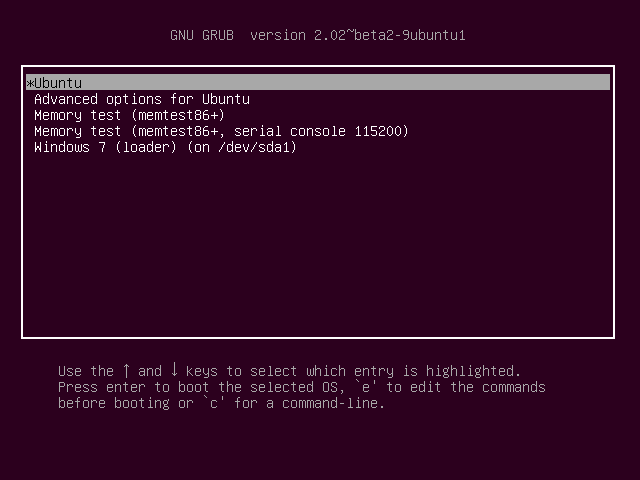 GNU GRUB  version 2.02~beta2-9ubuntu1
*Ubuntu
Advanced options for Ubuntu
Memory test (memtest86+)
Memory test (memtest86+, serial console 115200)
Windows 7 (loader) (on /dev/sda1)
Use the ↑ and ↓ keys to select which entry is highlighted.
Press enter to boot the selected OS, `e' to edit the commands
before booting or `c' for a command-line.